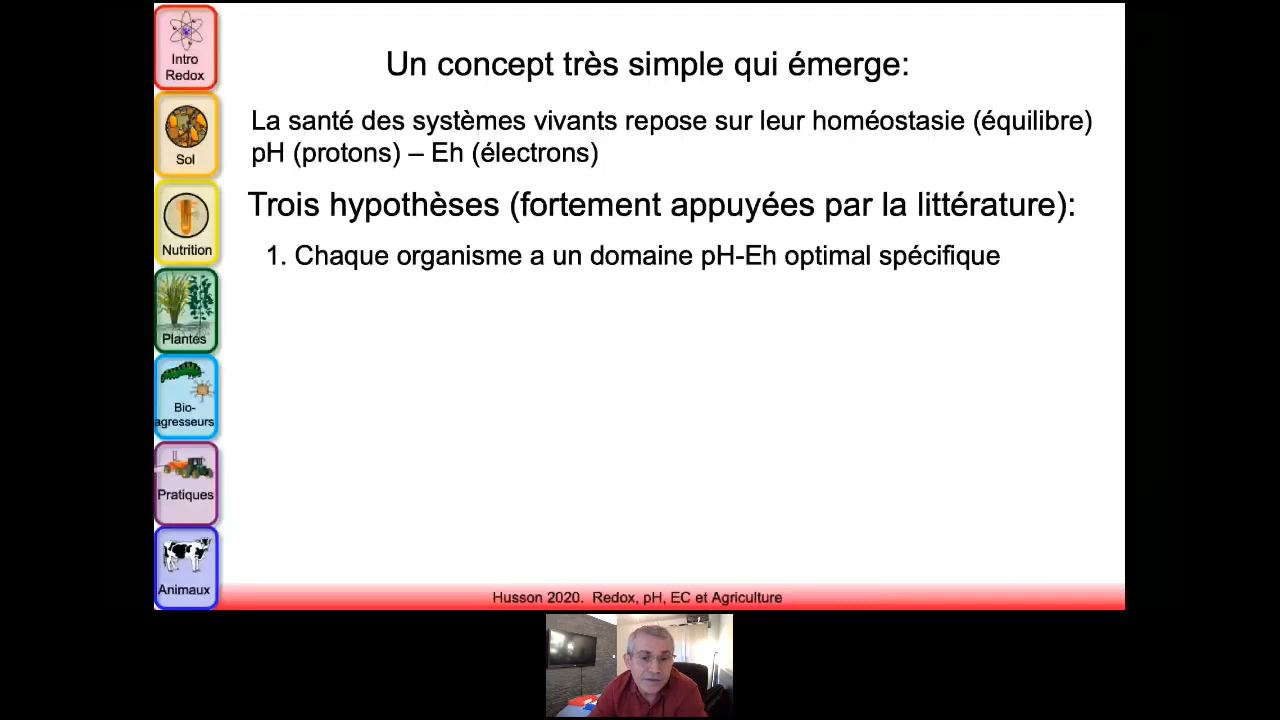 Intro
Redox
Sol
Nutrition
Plantes
Bio-
agresseurs
Pratiques
Animaux
Un concept très simple qui émerge:
La santé des systèmes vivants repose sur leur homéostasie (équilibre)
pH (protons) – Eh (électrons)
Trois hypothèses (fortement appuyées par la littérature):
1. Chaque organisme a un domaine pH-Eh optimal spécifique
Husson 2020. Redox, pH, EC et Agriculture